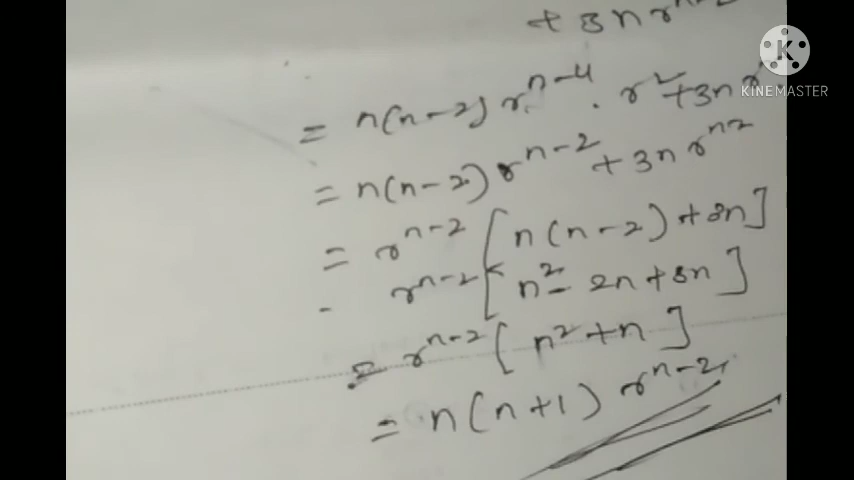 + 3n r^{n-2}
K
KINEMASTER
= n(n-2) r^{n-4} . r^2 + 3n r
= n(n-2) r^{n-2} + 3n r^{n-2}
= r^{n-2} [n(n-2) + 3n]
- r^{n-2} [n^2 - 2n + 3n]
= r^{n-2} [n^2 + n]
= n(n+1) r^{n-2}